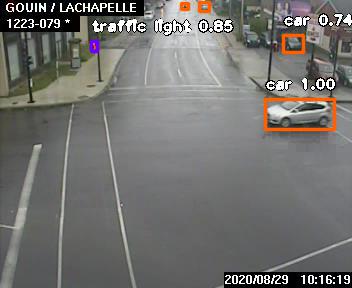 GOUIN / LACHAPELLE
1223-079 *
traffic light 0.85
car 0.74
1
car 1.00
2020/08/29 10:16:19